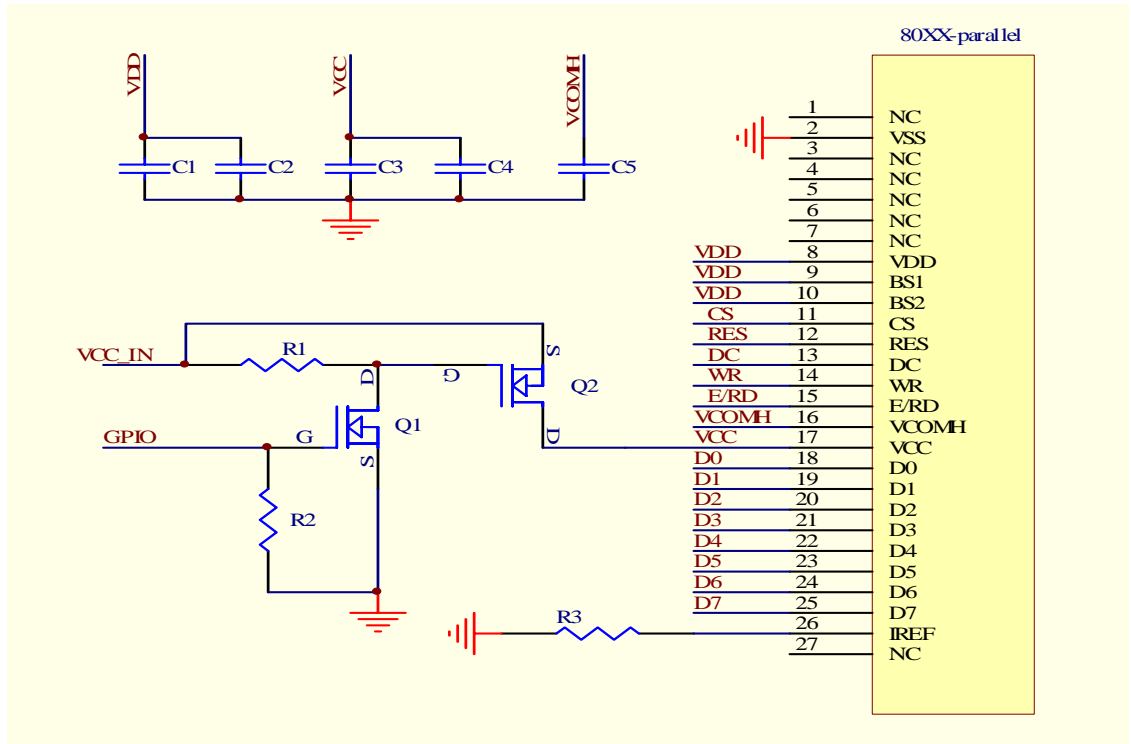 80XX-parallel
VDD
VCC
VCOMH
C1
C2
C3
C4
C5
1 NC
2 VSS
3 NC
4 NC
5 NC
6 NC
7 NC
VDD 8 VDD
VDD 9 BS1
VDD 10 BS2
CS 11 CS
RES 12 RES
DC 13 DC
WR 14 WR
E/RD 15 E/RD
VCOMH 16 VCOMH
VCC 17 VCC
D0 18 D0
D1 19 D1
D2 20 D2
D3 21 D3
D4 22 D4
D5 23 D5
D6 24 D6
D7 25 D7
26 IREF
27 NC
VCC_IN
R1
D
G
S
Q2
D
GPIO
G
Q1
S
R2
R3